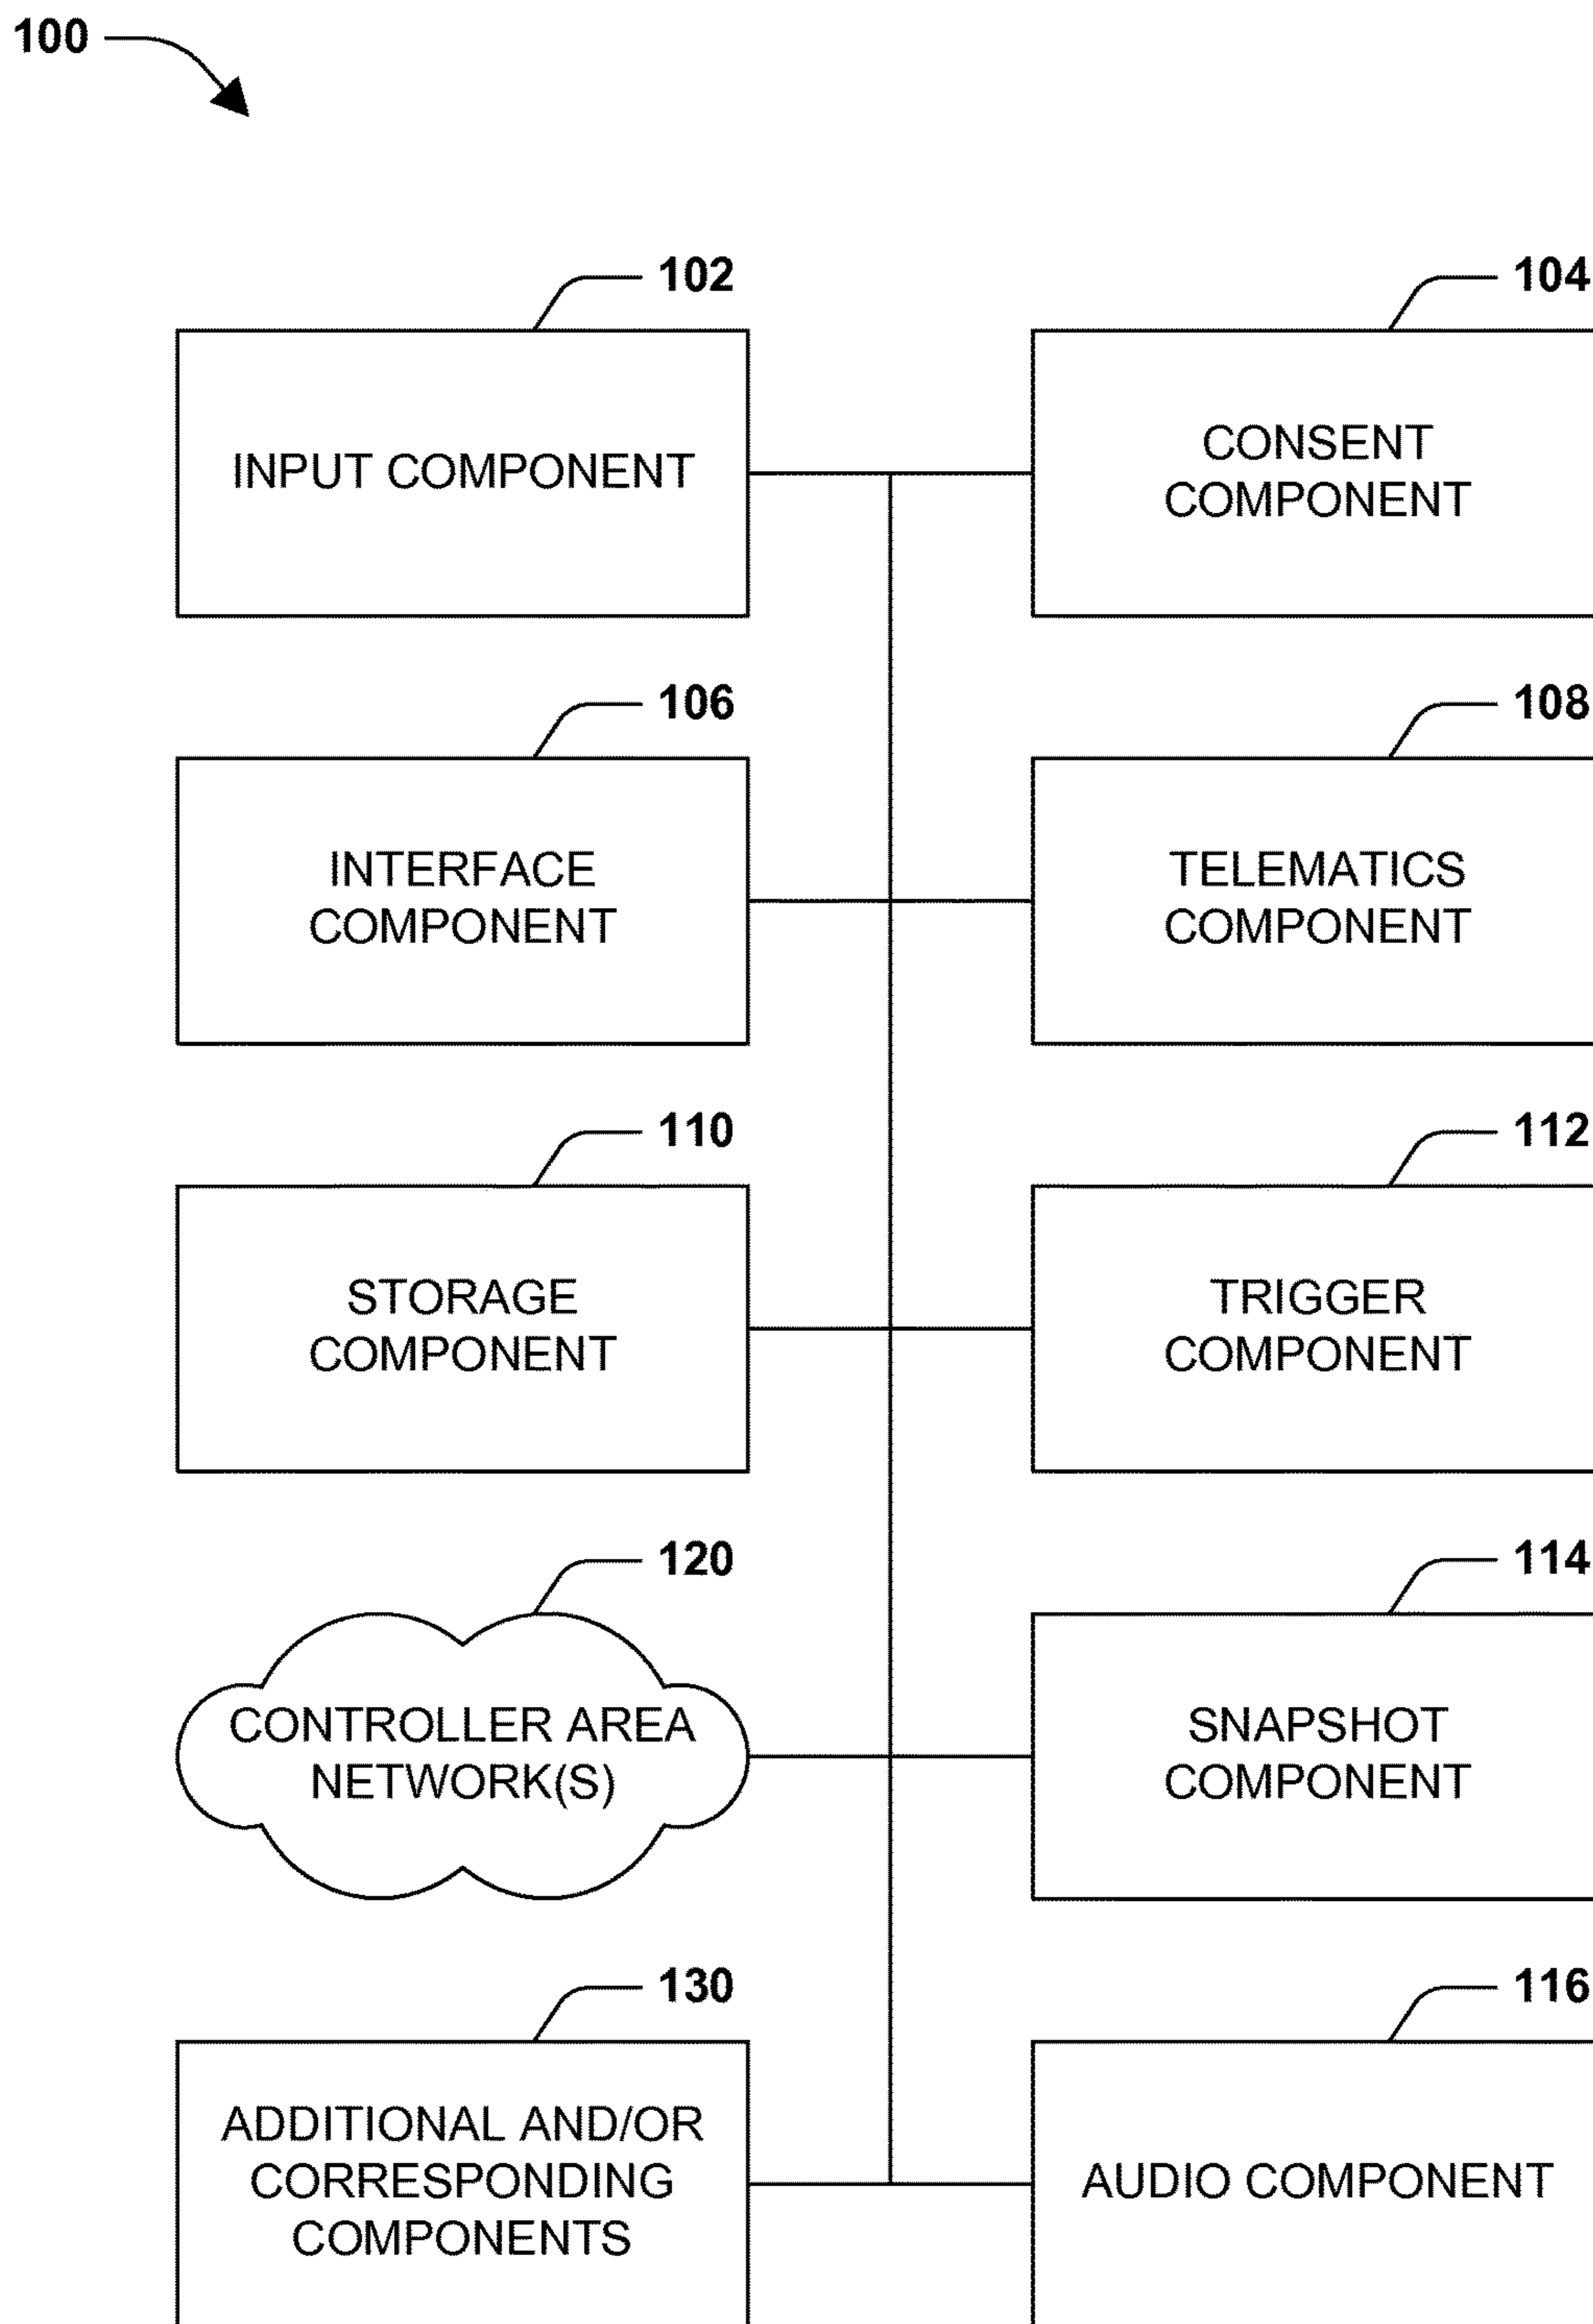 100
102
INPUT COMPONENT
104
CONSENT
COMPONENT
106
INTERFACE
COMPONENT
108
TELEMATICS
COMPONENT
110
STORAGE
COMPONENT
112
TRIGGER
COMPONENT
120
CONTROLLER AREA
NETWORK(S)
114
SNAPSHOT
COMPONENT
130
ADDITIONAL AND/OR
CORRESPONDING
COMPONENTS
116
AUDIO COMPONENT